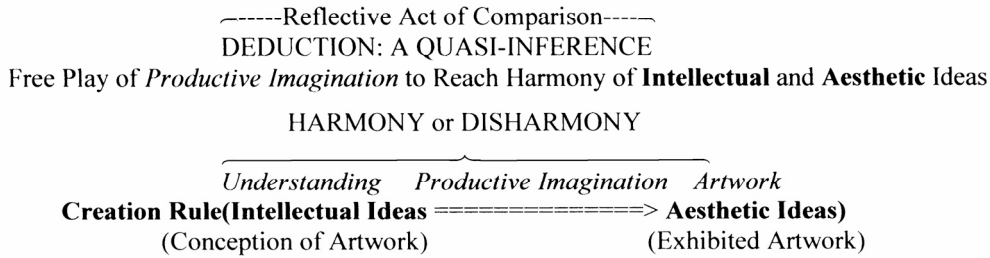 ------Reflective Act of Comparison-----
DEDUCTION: A QUASI-INFERENCE
Free Play of Productive Imagination to Reach Harmony of Intellectual and Aesthetic Ideas
HARMONY or DISHARMONY
Understanding Productive Imagination Artwork
Creation Rule(Intellectual Ideas ==============> Aesthetic Ideas)
(Conception of Artwork) (Exhibited Artwork)